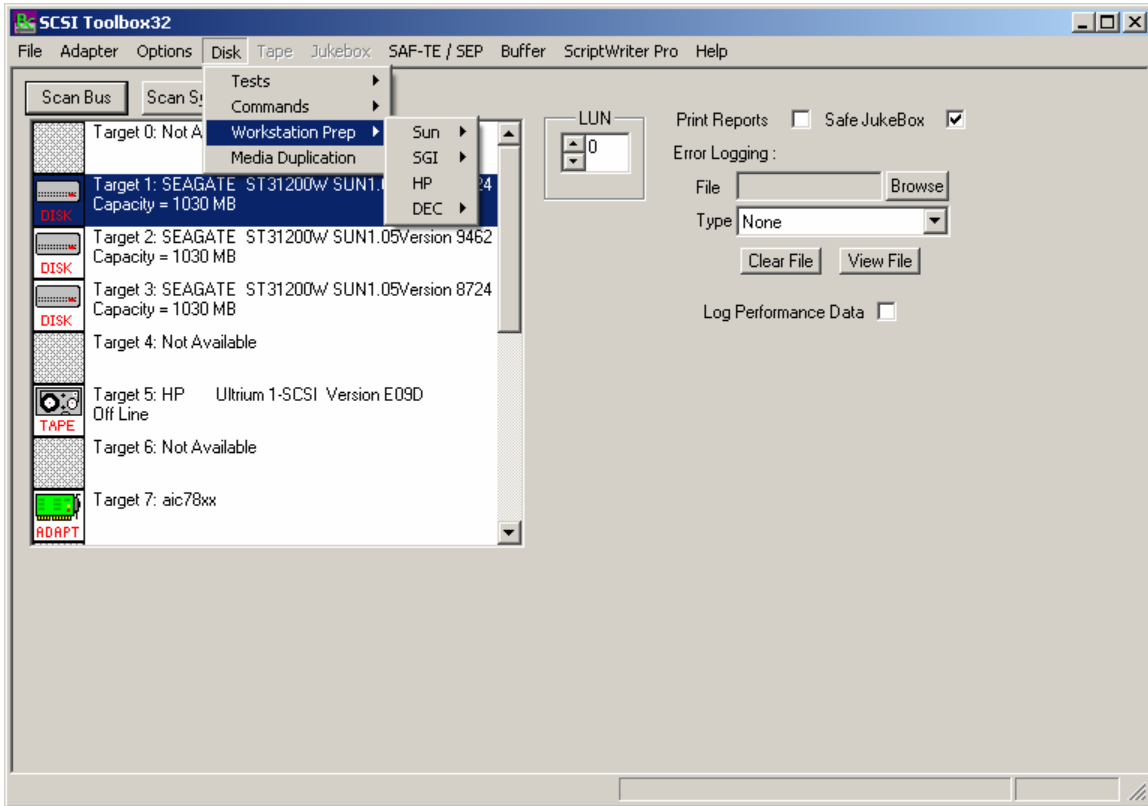 SCSI Toolbox32
File Adapter Options Disk Tape Jukebox SAF-TE / SEP Buffer ScriptWriter Pro Help
Scan Bus Scan
Tests
Commands
Workstation Prep
Media Duplication
Sun
SGI
HP
DEC
Target 0: Not
DISK
Target 1: SEAGATE ST31200W SUN1. 24
Capacity = 1030 MB
DISK
Target 2: SEAGATE ST31200W SUN1.05Version 9462
Capacity = 1030 MB
DISK
Target 3: SEAGATE ST31200W SUN1.05Version 8724
Capacity = 1030 MB
Target 4: Not Available
TAPE
Target 5: HP Ultrium 1-SCSI Version E09D
Off Line
Target 6: Not Available
ADAPT
Target 7: aic78xx
LUN
0
Print Reports Safe JukeBox
Error Logging :
File Browse
Type None
Clear File View File
Log Performance Data